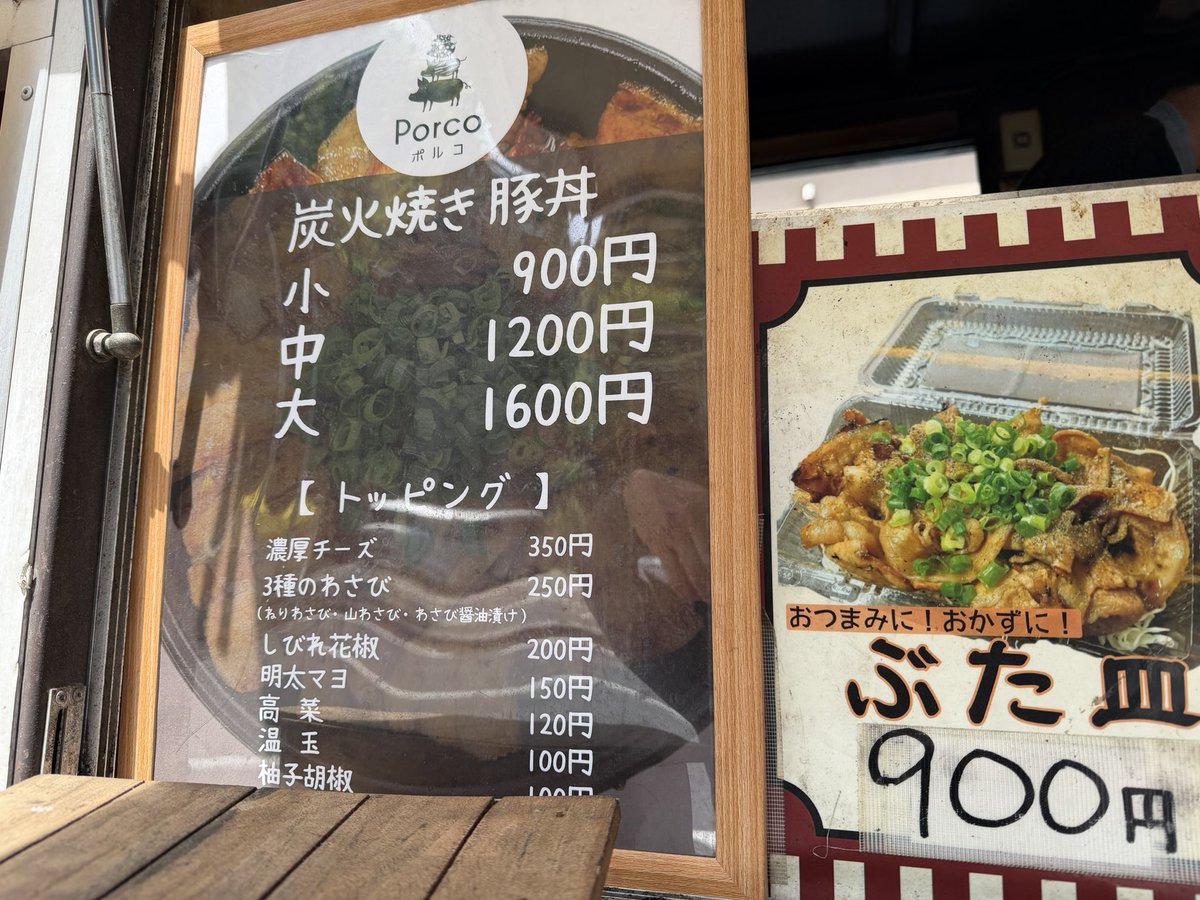 Porco
ポルコ
炭火焼き 豚丼
小 900円
中 1200円
大 1600円
【 トッピング 】
濃厚チーズ 350円
3種のわさび 250円
(ねりわさび・山わさび・わさび醤油漬け)
しびれ花椒 200円
明太マヨ 150円
高菜 120円
温玉 100円
柚子胡椒 100円
おつまみに!おかずに!
ぶた皿
900円